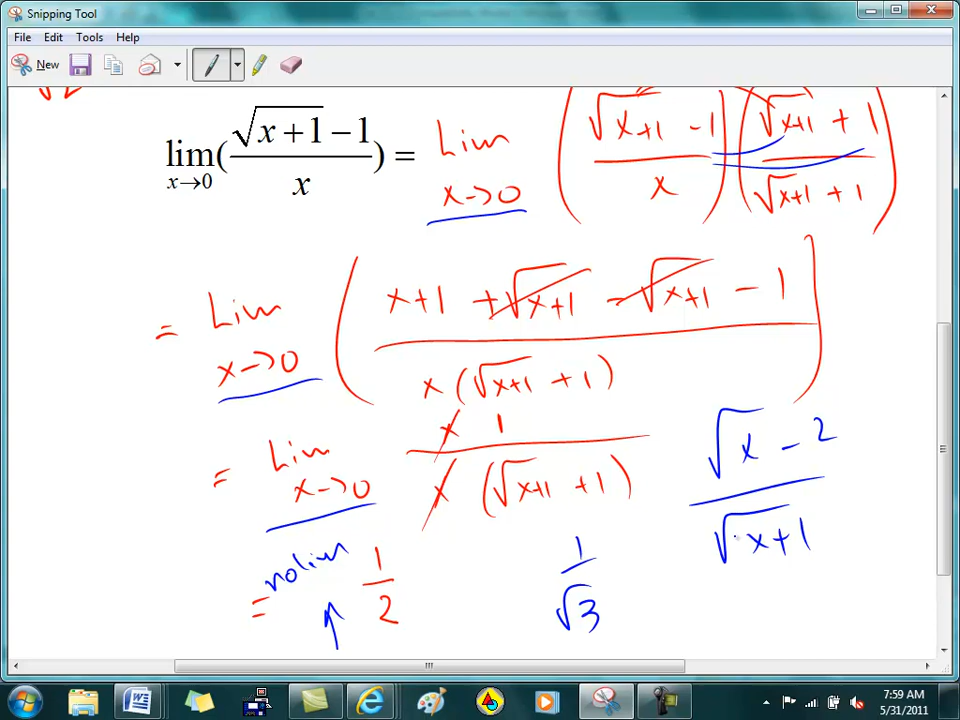 Snipping Tool
File Edit Tools Help
New
√2
lim x→0 ( (√(x+1) − 1) / x ) = Lim x→0 ( (√(x+1) − 1) / x ) ( (√(x+1) + 1) / (√(x+1) + 1) )
= Lim x→0 ( (x+1 + √(x+1) − √(x+1) − 1) / (x(√(x+1) + 1)) )
= Lim x→0 x 1 / (x (√(x+1) + 1))
(√x − 2) / (√x+1)
nolim
= 1/2
1/√3
7:59 AM
5/31/2011